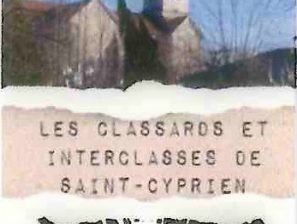 LES CLASSARDS ET
INTERCLASSES DE
SAINT-CYPRIEN